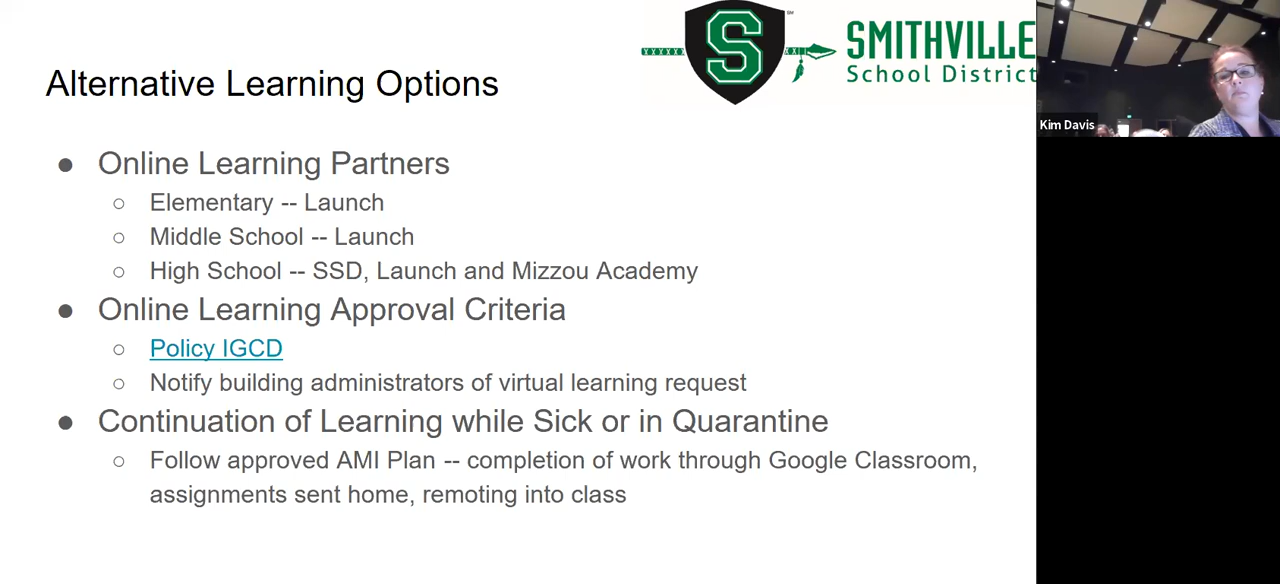 SMITHVILLE
School District
Kim Davis
Alternative Learning Options
● Online Learning Partners
○ Elementary -- Launch
○ Middle School -- Launch
○ High School -- SSD, Launch and Mizzou Academy
● Online Learning Approval Criteria
○ Policy IGCD
○ Notify building administrators of virtual learning request
● Continuation of Learning while Sick or in Quarantine
○ Follow approved AMI Plan -- completion of work through Google Classroom,
assignments sent home, remoting into class
S